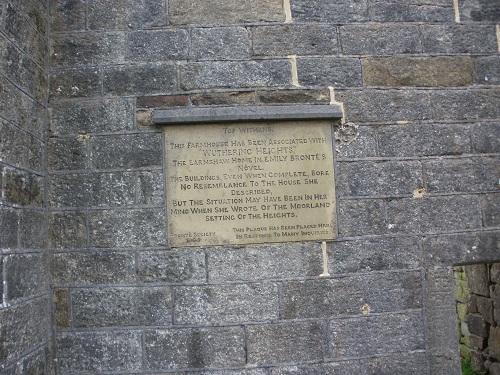 TOP WITHENS.
THIS FARMHOUSE HAS BEEN ASSOCIATED WITH
"WUTHERING HEIGHTS",
THE EARNSHAW HOME IN EMILY BRONTË'S
NOVEL.
THE BUILDINGS, EVEN WHEN COMPLETE, BORE
NO RESEMBLANCE TO THE HOUSE SHE
DESCRIBED,
BUT THE SITUATION MAY HAVE BEEN IN HER
MIND WHEN SHE WROTE OF THE MOORLAND
SETTING OF THE HEIGHTS.
BRONTË SOCIETY
1964.
THIS PLAQUE HAS BEEN PLACED HERE
IN RESPONSE TO MANY INQUIRIES